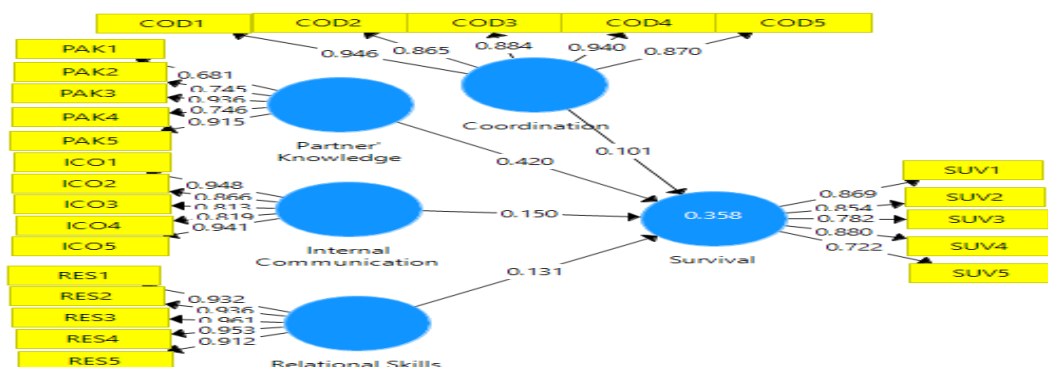 COD1 COD2 COD3 COD4 COD5
0.946 0.865 0.884 0.940 0.870
Coordination
PAK1
PAK2
PAK3
PAK4
PAK5
0.681
0.745
0.936
0.746
0.915
Partner'
Knowledge
ICO1
ICO2
ICO3
ICO4
ICO5
0.948
0.866
0.813
0.819
0.941
Internal
Communication
RES1
RES2
RES3
RES4
RES5
0.932
0.936
0.961
0.953
0.912
Relational Skills
0.101
0.420
0.150
0.131
0.358
Survival
0.869
0.854
0.782
0.880
0.722
SUV1
SUV2
SUV3
SUV4
SUV5